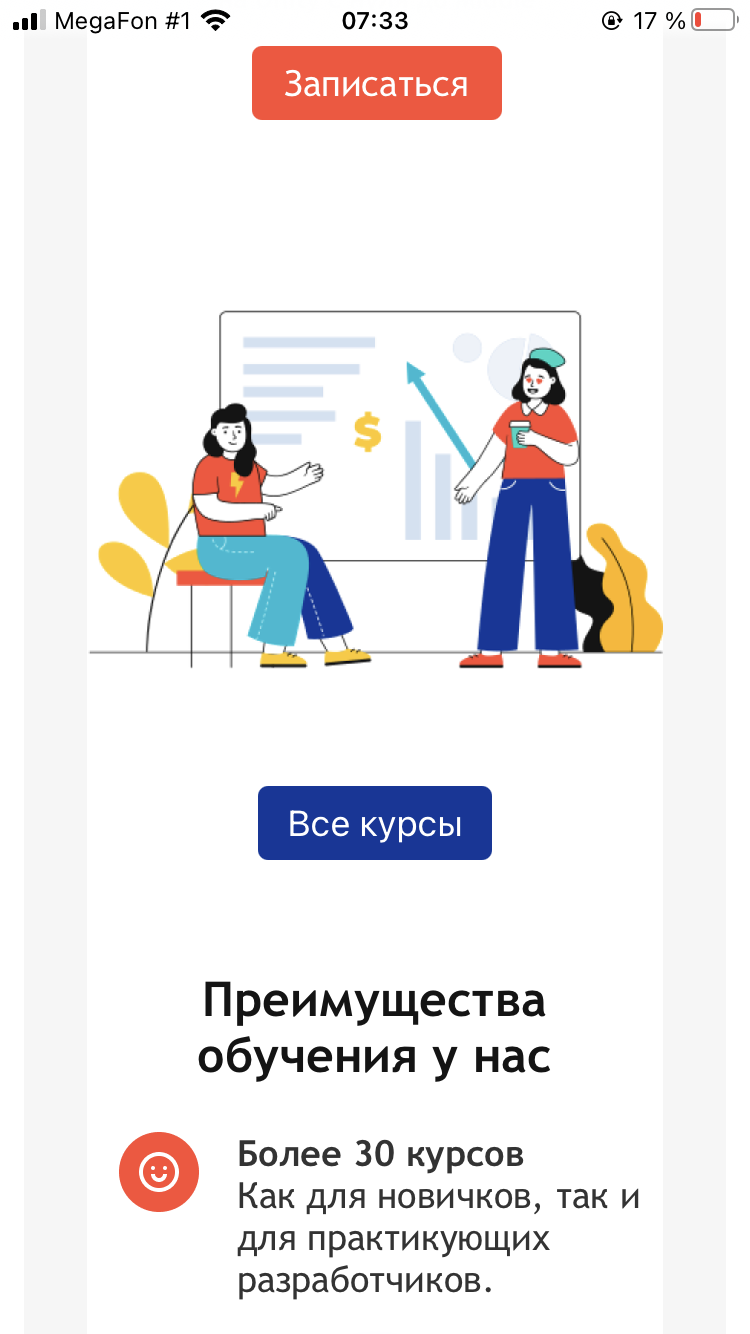 MegaFon #1 07:33 17 %
Записаться
$
Все курсы
Преимущества
обучения у нас
Более 30 курсов
Как для новичков, так и
для практикующих
разработчиков.